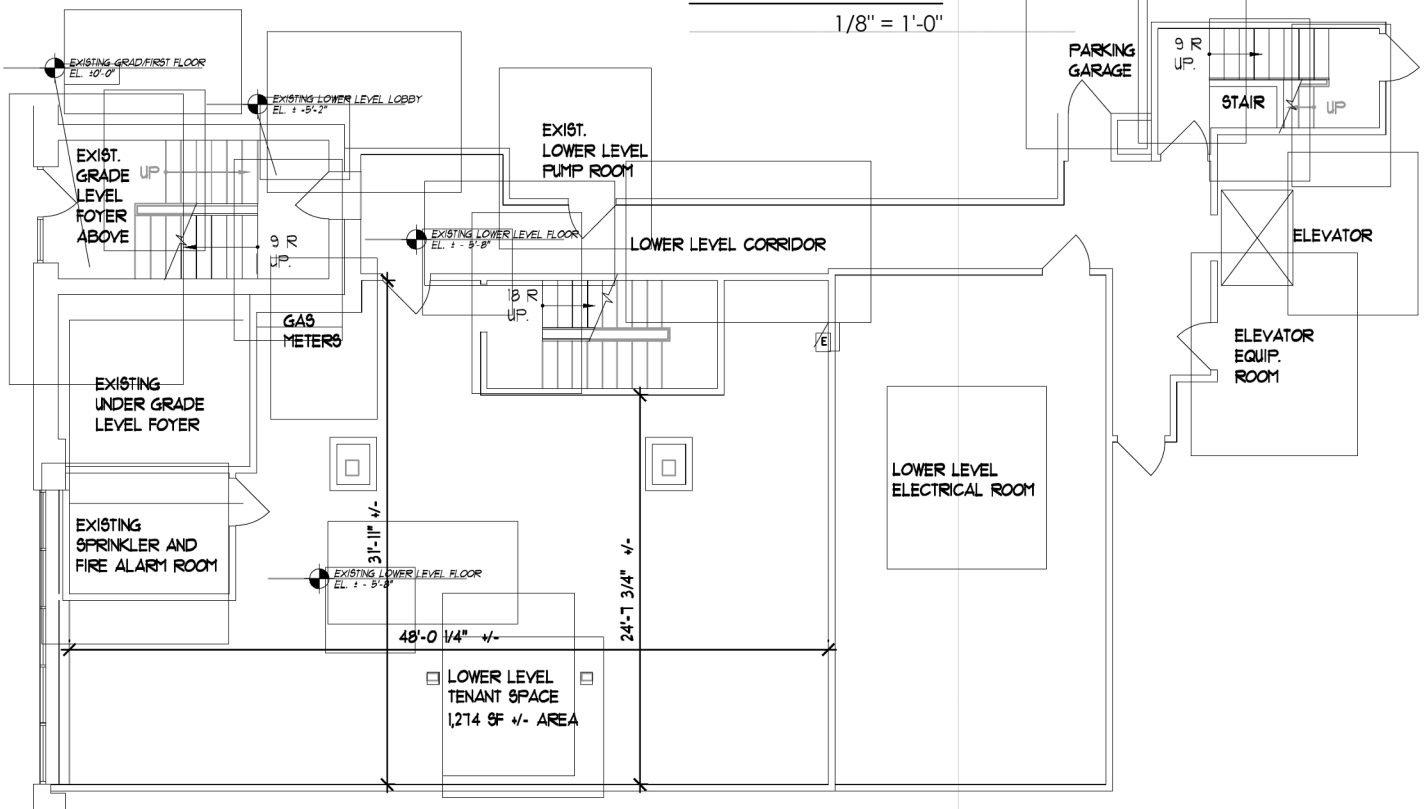 1/8" = 1'-0"
EXISTING GRAD/FIRST FLOOR
EL. ±0'-0"
EXISTING LOWER LEVEL LOBBY
EL. ± -5'-2"
PARKING
GARAGE
9 R
UP.
STAIR
UP
EXIST.
GRADE
LEVEL
FOYER
ABOVE
UP
9 R
UP.
EXIST.
LOWER LEVEL
PUMP ROOM
EXISTING LOWER LEVEL FLOOR
EL. ± - 5'-8"
LOWER LEVEL CORRIDOR
ELEVATOR
18 R
UP.
GAS
METERS
E
ELEVATOR
EQUIP.
ROOM
EXISTING
UNDER GRADE
LEVEL FOYER
LOWER LEVEL
ELECTRICAL ROOM
EXISTING
SPRINKLER AND
FIRE ALARM ROOM
31'-11" +/-
24'-7 3/4" +/-
EXISTING LOWER LEVEL FLOOR
EL. ± - 5'-8"
48'-0 1/4" +/-
LOWER LEVEL
TENANT SPACE
1,274 SF +/- AREA